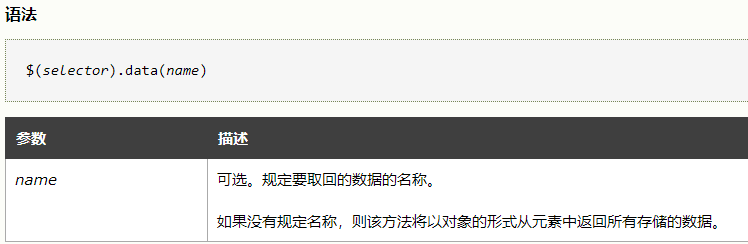 语法
$(selector).data(name)
参数 描述
name 可选。规定要取回的数据的名称。
如果没有规定名称，则该方法将以对象的形式从元素中返回所有存储的数据。